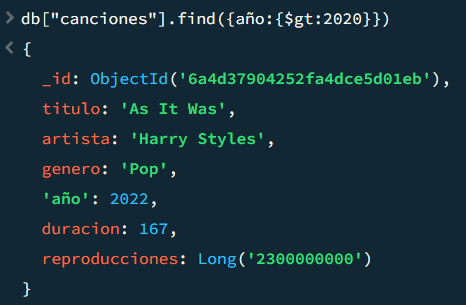 > db["canciones"].find({año:{$gt:2020}})
< {
_id: ObjectId('6a4d37904252fa4dce5d01eb'),
titulo: 'As It Was',
artista: 'Harry Styles',
genero: 'Pop',
'año': 2022,
duracion: 167,
reproducciones: Long('2300000000')
}